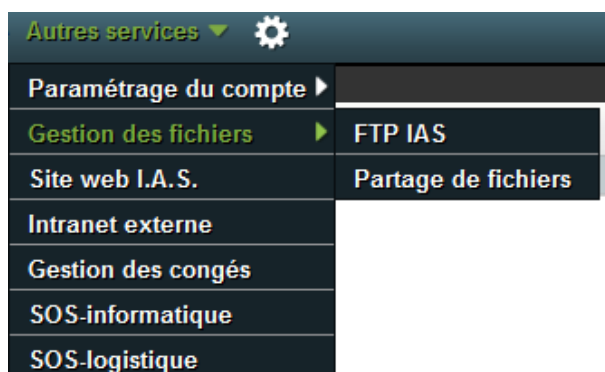 Autres services
Paramétrage du compte
Gestion des fichiers
FTP IAS
Site web I.A.S.
Partage de fichiers
Intranet externe
Gestion des congés
SOS-informatique
SOS-logistique